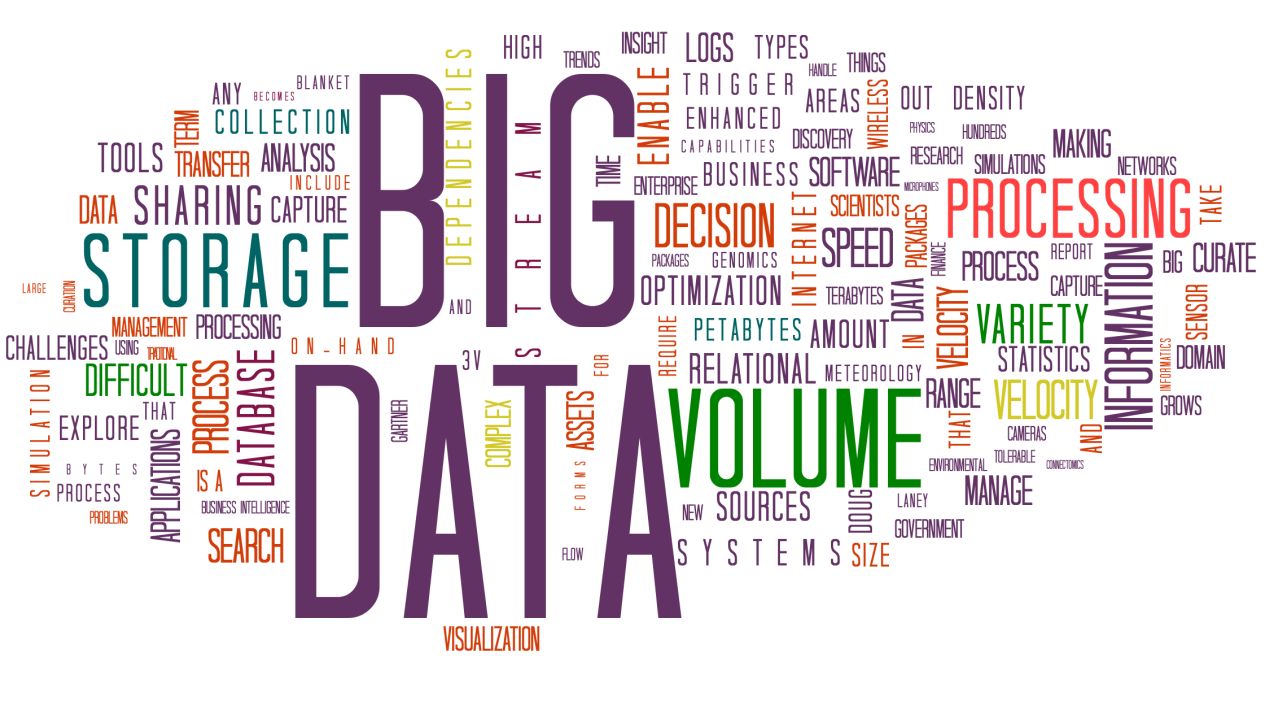 BIG
DATA
HIGH
TRENDS
INSIGHT
LOGS
TYPES
HANDLE
THINGS
BLANKET
ANY
BECOMES
DEPENDENCIES
STREAM
ENABLE
TRIGGER
AREAS
WIRELESS
OUT
DENSITY
TERM
COLLECTION
ENHANCED
CAPABILITIES
DISCOVERY
PHYSICS
HUNDREDS
MAKING
TOOLS
TRANSFER
ANALYSIS
TIME
ENTERPRISE
BUSINESS
SOFTWARE
RESEARCH
SIMULATIONS
NETWORKS
INCLUDE
MICROPHONES
PROCESSING
TAKE
DATA
SHARING
CAPTURE
DECISION
INTERNET
SCIENTISTS
PACKAGES
STORAGE
PACKAGES
GENOMICS
SPEED
FINANCE
PROCESS
REPORT
INFORMATION
BIG
CURATE
LARGE
CURATION
OPTIMIZATION
TERABYTES
DATA
VELOCITY
CAPTURE
SENSOR
AND
MANAGEMENT
PROCESSING
REQUIRE
PETABYTES
AMOUNT
IN
VARIETY
CHALLENGES
USING
ON-HAND
3V
FOR
RELATIONAL
METEOROLOGY
STATISTICS
INFORMATICS
DOMAIN
DIFFICULT
PROCESS
DATABASE
VOLUME
RANGE
VELOCITY
GROWS
SIMULATION
THAT
EXPLORE
GARTNER
COMPLEX
ASSETS
THAT
CAMERAS
AND
APPLICATIONS
BYTES
IS A
FORMS
ENVIRONMENTAL
TOLERABLE
CONNECTOMICS
PROCESS
BUSINESS INTELLIGENCE
NEW
SOURCES
DOUG
LANEY
MANAGE
PROBLEMS
GOVERNMENT
SEARCH
FLOW
SYSTEMS
SIZE
VISUALIZATION